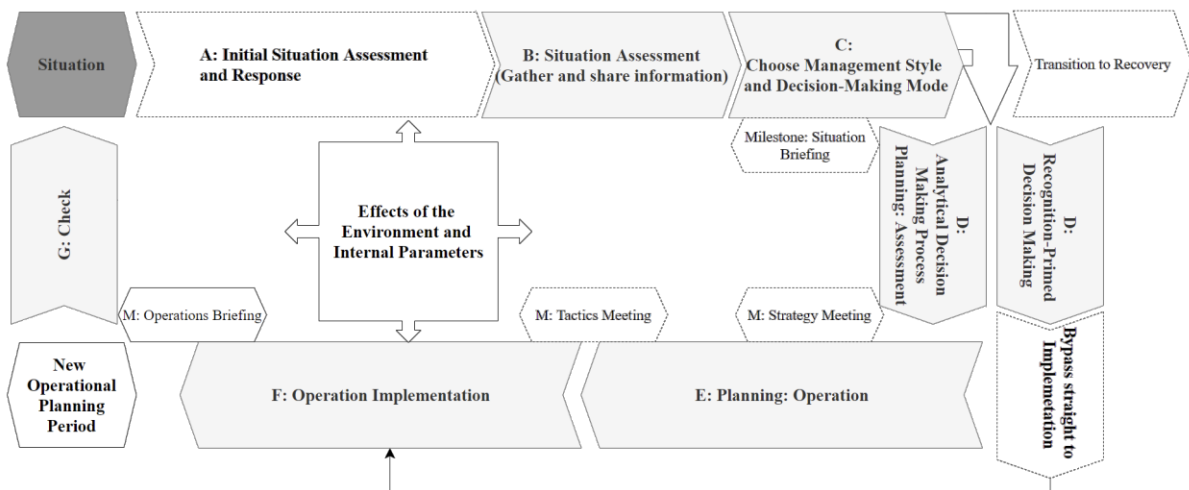 Situation
A: Initial Situation Assessment
and Response
B: Situation Assessment
(Gather and share information)
C:
Choose Management Style
and Decision-Making Mode
Transition to Recovery
Milestone: Situation
Briefing
D:
Analytical Decision
Making Process
Planning: Assessment
D:
Recognition-Primed
Decision Making
Effects of the
Environment and
Internal Parameters
G: Check
M: Operations Briefing
M: Tactics Meeting
M: Strategy Meeting
New
Operational
Planning
Period
F: Operation Implementation
E: Planning: Operation
Bypass straight to
Implemetation